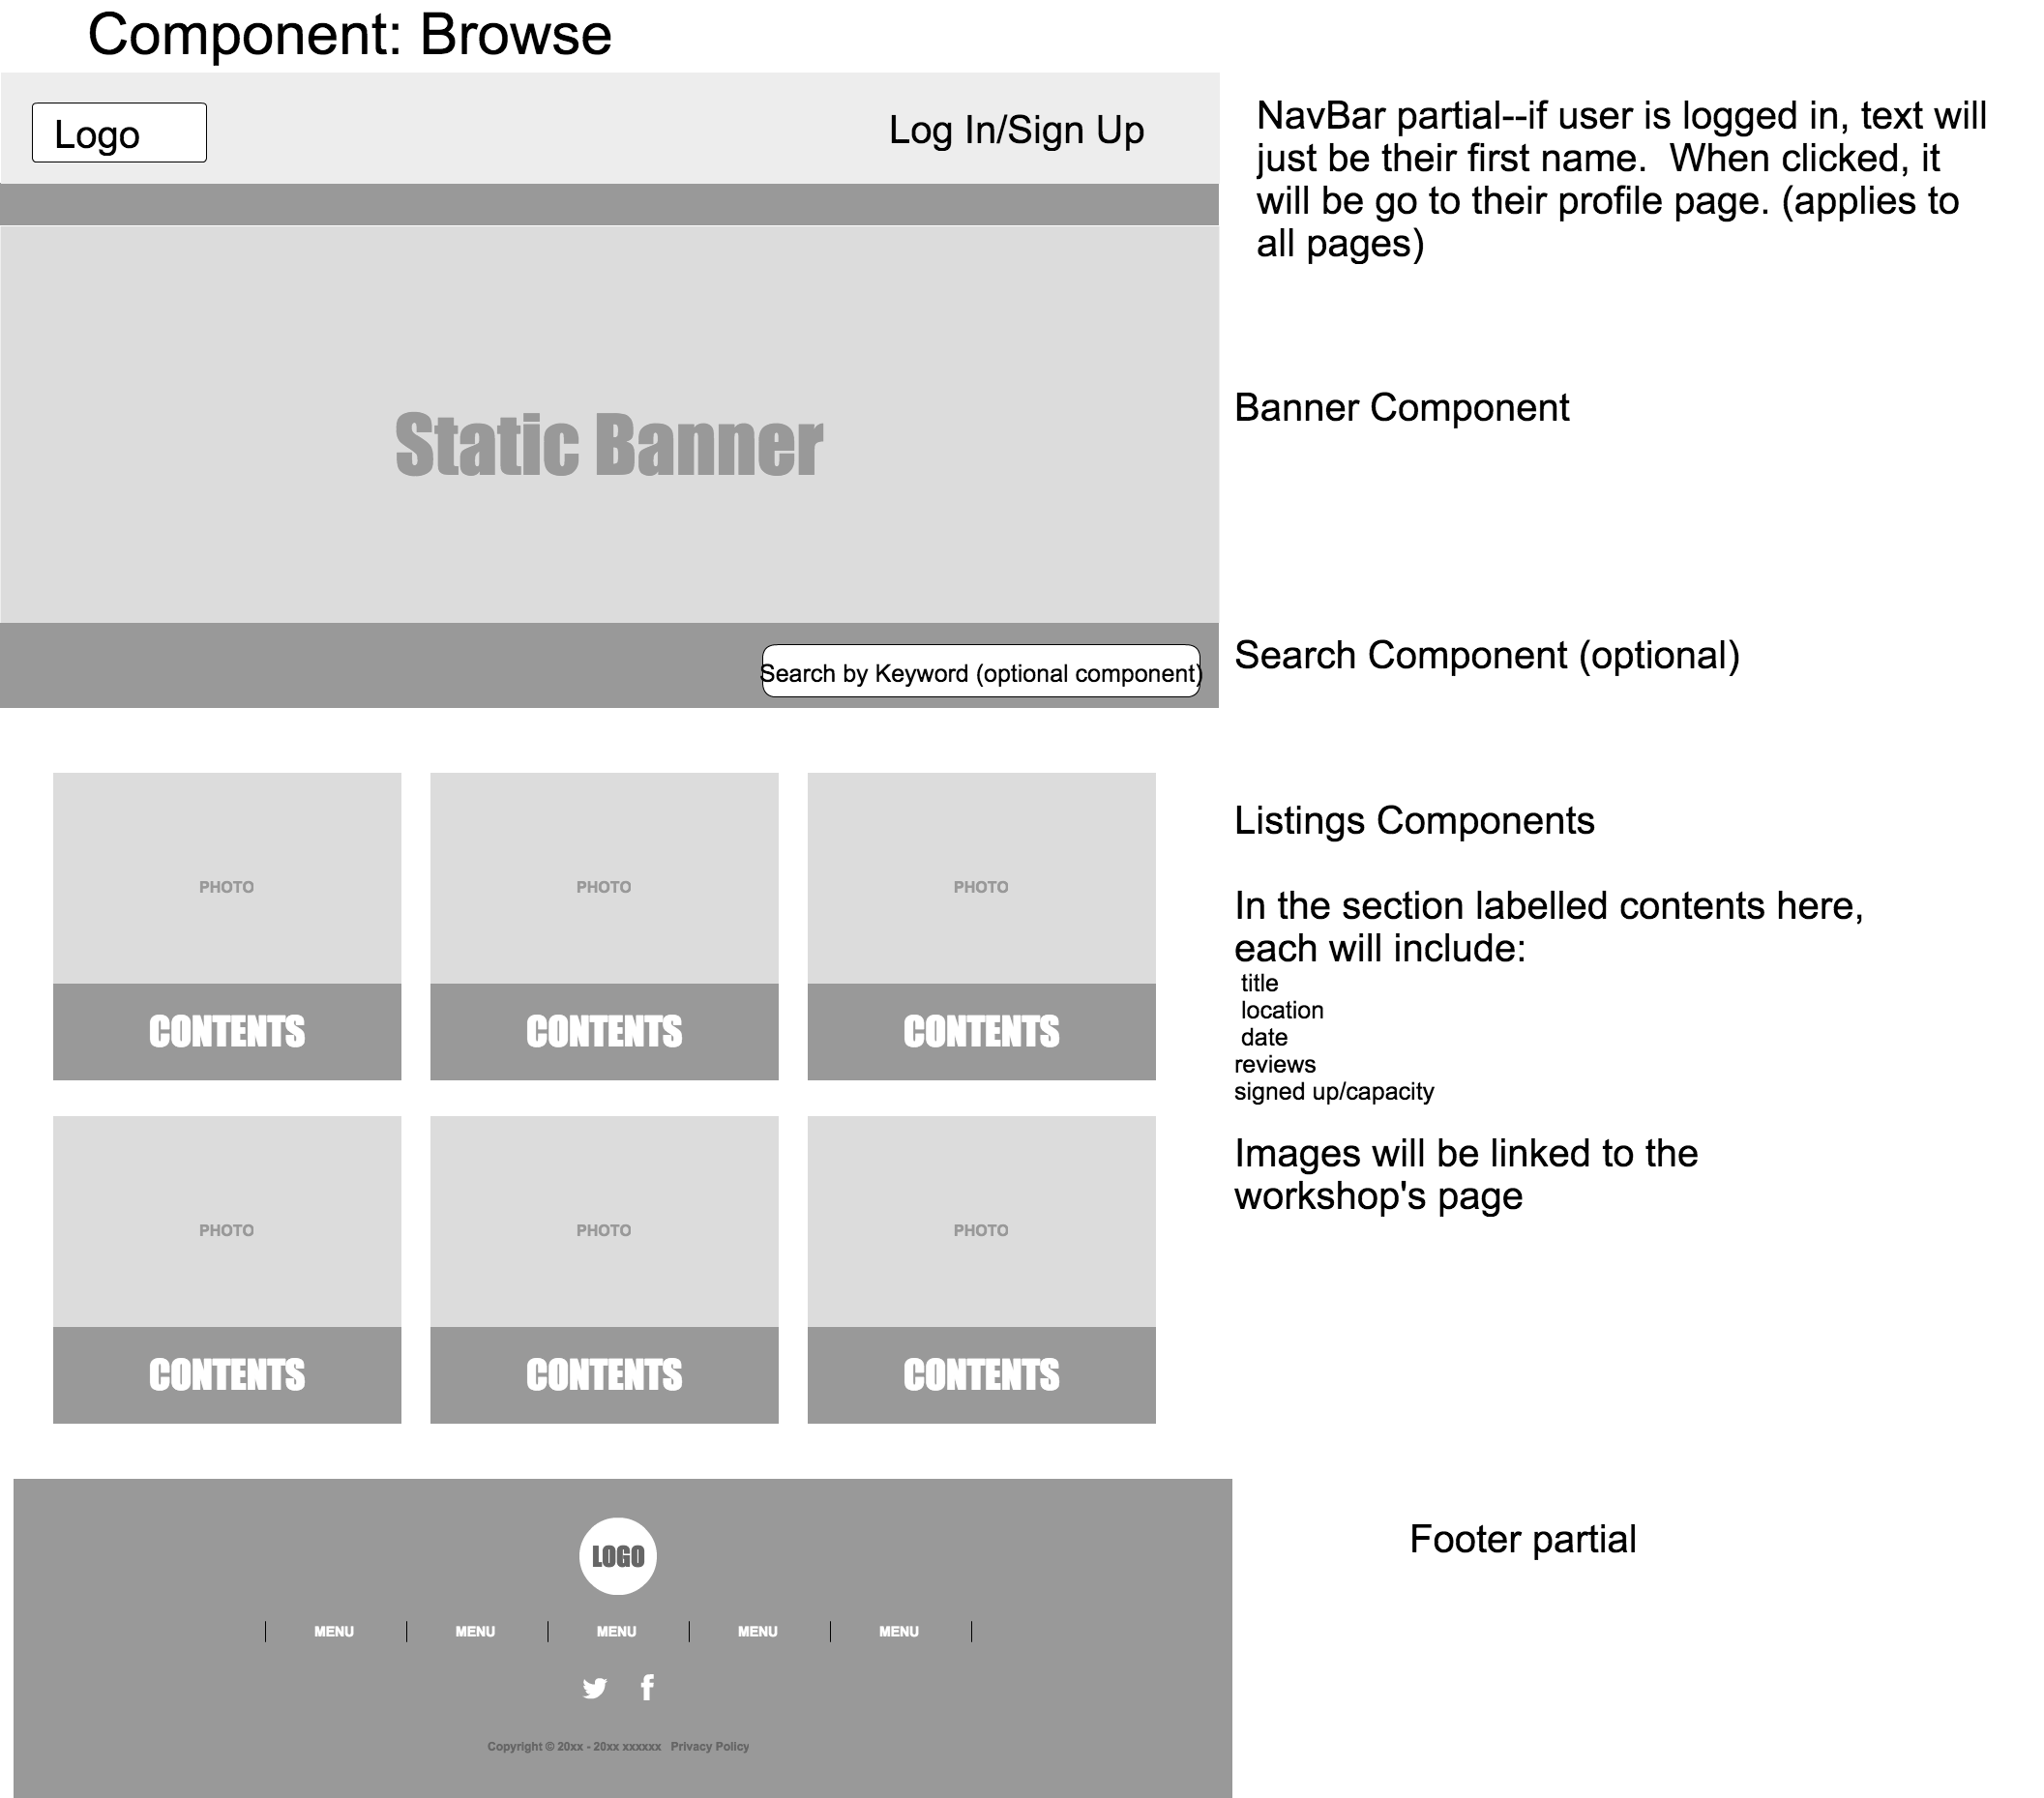 Component: Browse
Logo
Log In/Sign Up
NavBar partial--if user is logged in, text will
just be their first name.  When clicked, it
will be go to their profile page. (applies to
all pages)
Static Banner
Banner Component
Search by Keyword (optional component)
Search Component (optional)
PHOTO
PHOTO
PHOTO
CONTENTS
CONTENTS
CONTENTS
Listings Components
In the section labelled contents here,
each will include:
title
location
date
reviews
signed up/capacity
Images will be linked to the
workshop's page
PHOTO
PHOTO
PHOTO
CONTENTS
CONTENTS
CONTENTS
LOGO
MENU
MENU
MENU
MENU
MENU
Copyright © 20xx - 20xx xxxxxx   Privacy Policy
Footer partial